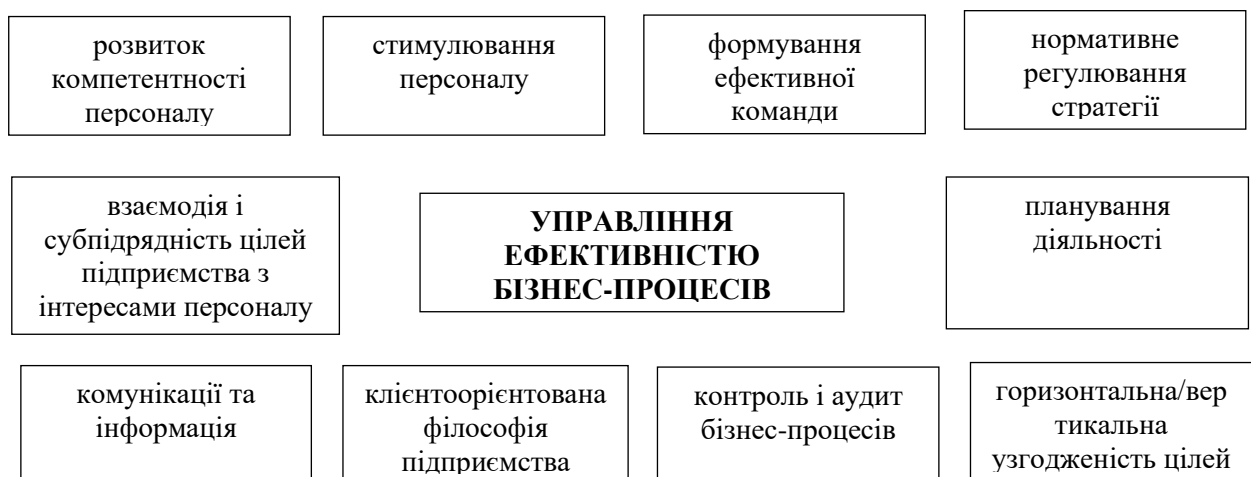 розвиток
компетентності
персоналу
стимулювання
персоналу
формування
ефективної
команди
нормативне
регулювання
стратегії
взаємодія і
субпідрядність цілей
підприємства з
інтересами персоналу
УПРАВЛІННЯ
ЕФЕКТИВНІСТЮ
БІЗНЕС-ПРОЦЕСІВ
планування
діяльності
комунікації та
інформація
клієнтоорієнтована
філософія
підприємства
контроль і аудит
бізнес-процесів
горизонтальна/вер
тикальна
узгодженість цілей